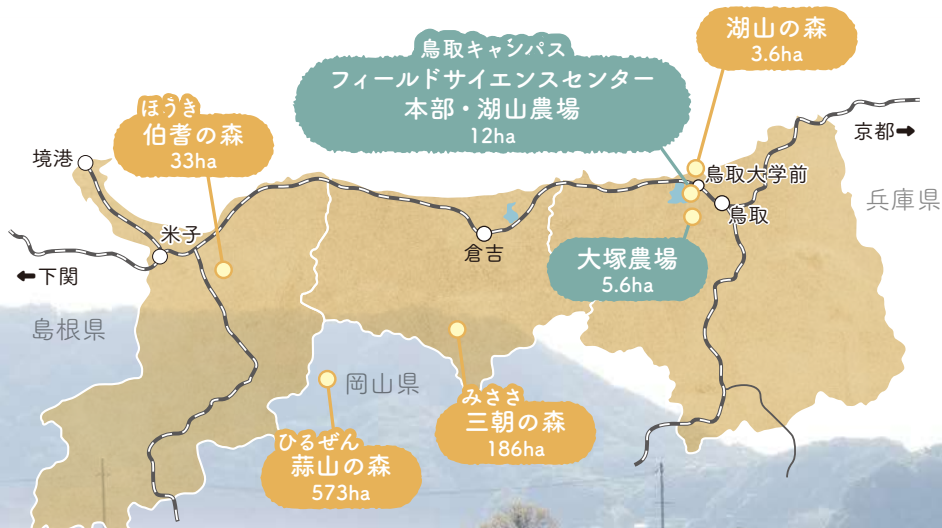 湖山の森
3.6ha
鳥取キャンパス
フィールドサイエンスセンター
本部・湖山農場
12ha
京都➡
ほうき
伯耆の森
33ha
境港
鳥取大学前
兵庫県
鳥取
米子
倉吉
大塚農場
5.6ha
⬅下関
島根県
岡山県
みささ
三朝の森
186ha
ひるぜん
蒜山の森
573ha